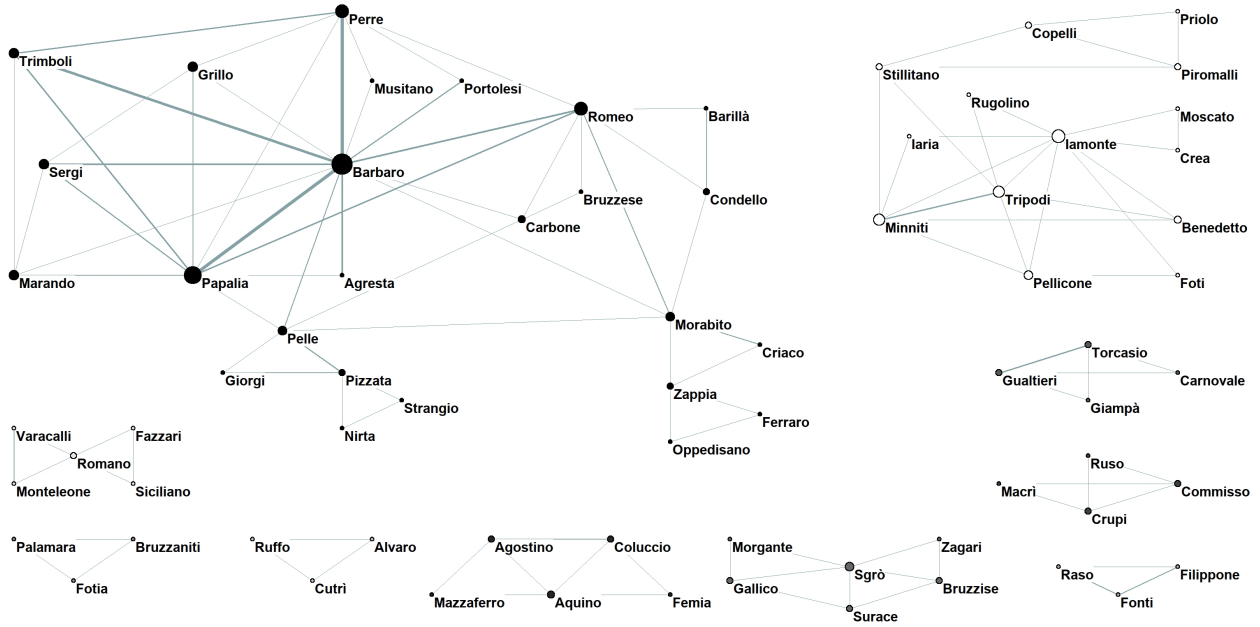 Perre
Priolo
Copelli
Trimboli
Grillo
Stillitano
Piromalli
Musitano
Portolesi
Rugolino
Romeo
Barillà
Moscato
Iaria
Iamonte
Crea
Sergi
Barbaro
Bruzzese
Condello
Tripodi
Carbone
Minniti
Benedetto
Marando
Papalia
Agresta
Pellicone
Foti
Pelle
Morabito
Criaco
Torcasio
Giorgi
Pizzata
Gualtieri
Carnovale
Zappia
Strangio
Giampà
Ferraro
Varacalli
Fazzari
Nirta
Oppedisano
Romano
Ruso
Monteleone
Siciliano
Macrì
Commisso
Crupi
Palamara
Bruzzaniti
Ruffo
Alvaro
Agostino
Coluccio
Morgante
Zagari
Sgrò
Raso
Filippone
Fotia
Cutrì
Gallico
Bruzzise
Mazzaferro
Aquino
Femia
Fonti
Surace